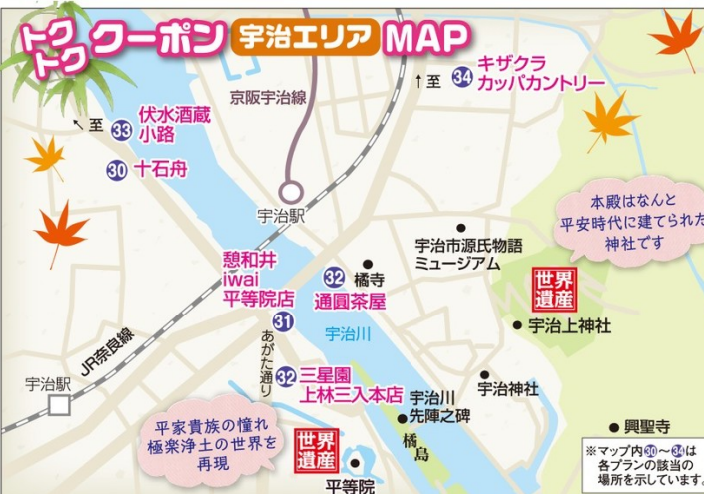 トクトク クーポン 宇治エリア MAP
↑至 34 キザクラ
カッパカントリー
京阪宇治線
↖至 33 伏水酒蔵
小路
30 十石舟
宇治駅
本殿はなんと
平安時代に建てられた
神社です
宇治市源氏物語
ミュージアム
憩和井
iwai
平等院店
31
32 橘寺
通圓茶屋
世界
遺産
宇治上神社
宇治川
あがた通り
JR奈良線
宇治駅
32 三星園
上林三入本店
宇治川
先陣之碑
宇治神社
橘島
興聖寺
平家貴族の憧れ
極楽浄土の世界を
再現
世界
遺産
平等院
※マップ内30～34は
各プランの該当の
場所を示しています。